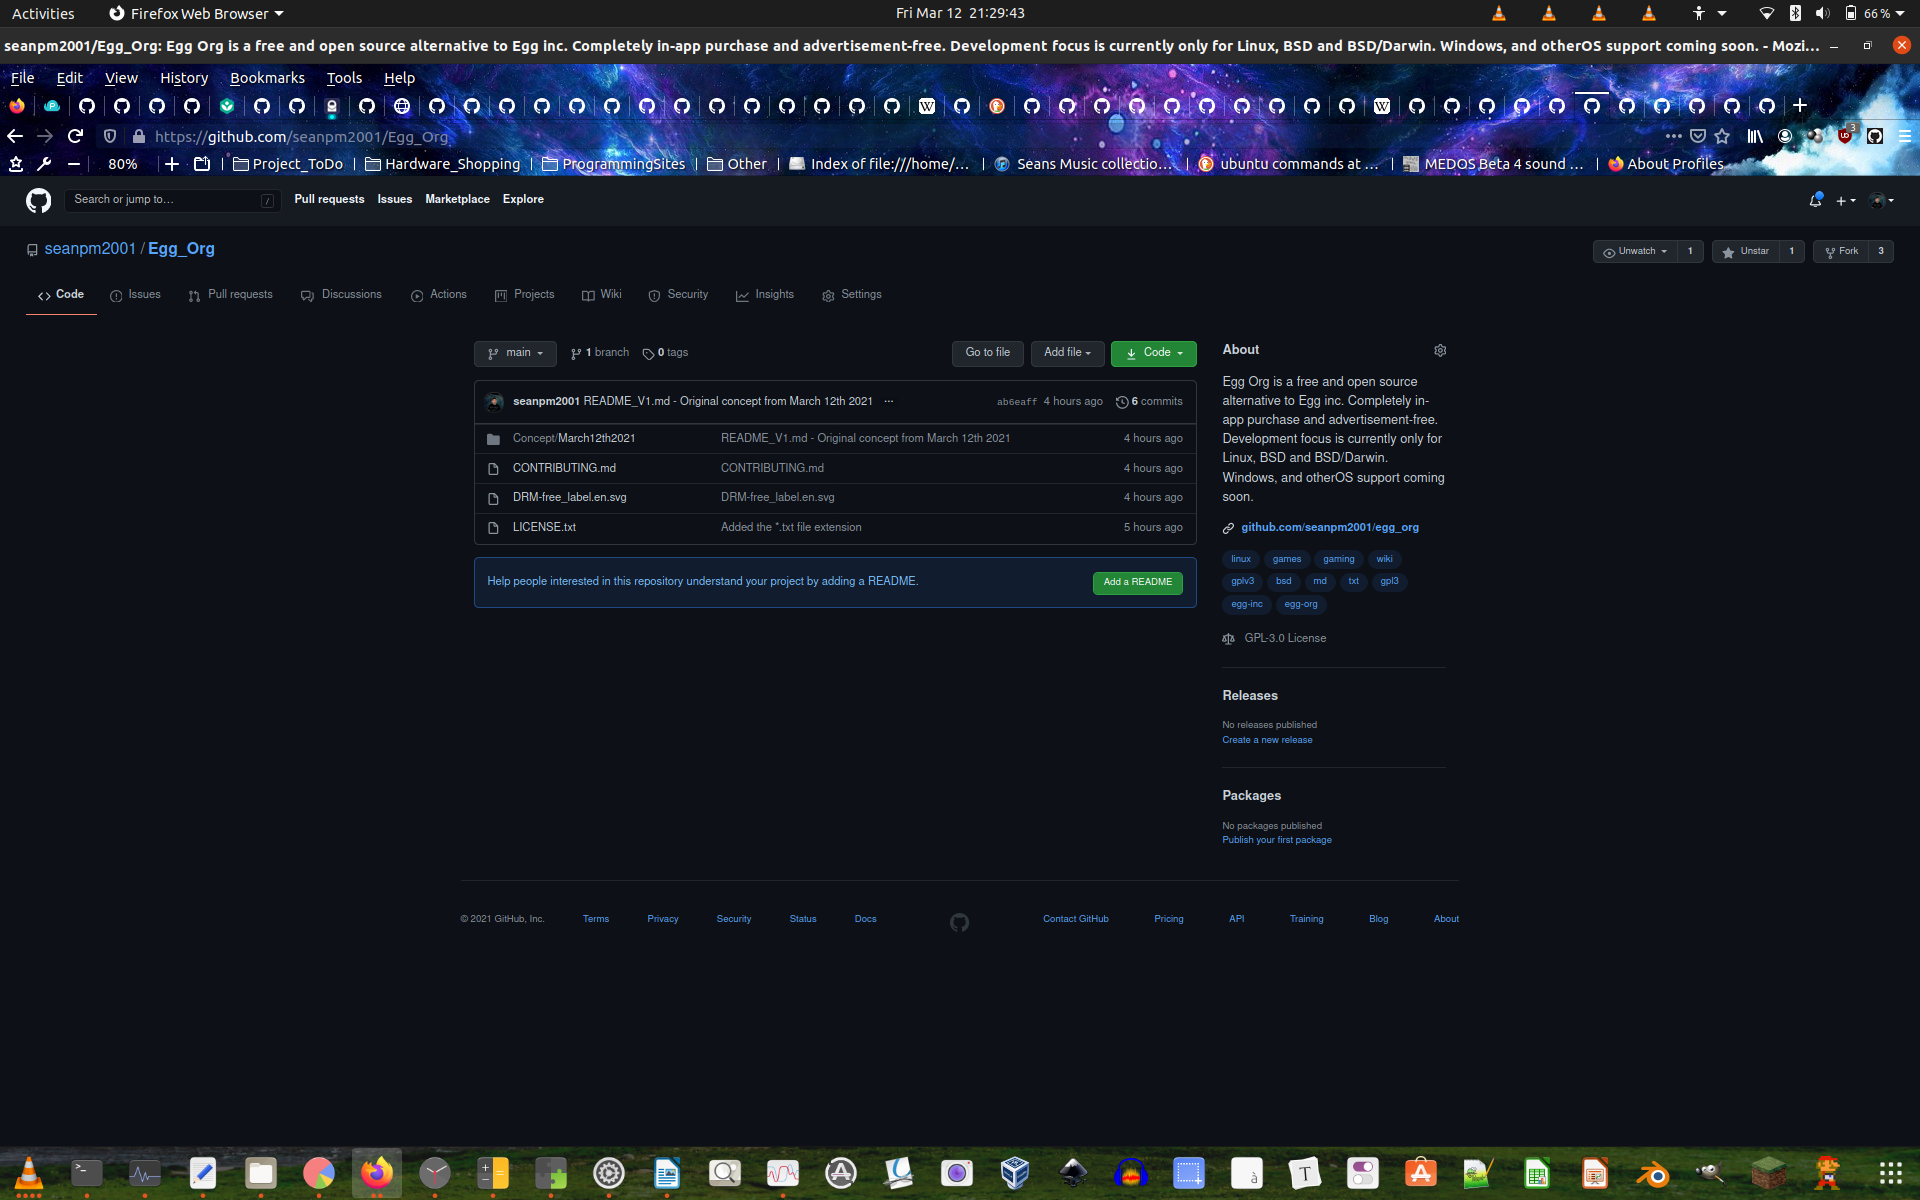 Activities Firefox Web Browser Fri Mar 12 21:29:43 66 %
seanpm2001/Egg_Org: Egg Org is a free and open source alternative to Egg inc. Completely in-app purchase and advertisement-free. Development focus is currently only for Linux, BSD and BSD/Darwin. Windows, and otherOS support coming soon. - Mozi…
File Edit View History Bookmarks Tools Help
https://github.com/seanpm2001/Egg_Org 3
80% Project_ToDo Hardware_Shopping ProgrammingSites Other Index of file:///home/… Seans Music collectio… ubuntu commands at … MEDOS Beta 4 sound … About Profiles
Search or jump to… / Pull requests Issues Marketplace Explore
seanpm2001 / Egg_Org Unwatch 1 Unstar 1 Fork 3
Code Issues Pull requests Discussions Actions Projects Wiki Security Insights Settings
main 1 branch 0 tags Go to file Add file Code
seanpm2001 README_V1.md - Original concept from March 12th 2021 … ab6eaff 4 hours ago 6 commits
Concept/March12th2021 README_V1.md - Original concept from March 12th 2021 4 hours ago
CONTRIBUTING.md CONTRIBUTING.md 4 hours ago
DRM-free_label.en.svg DRM-free_label.en.svg 4 hours ago
LICENSE.txt Added the *.txt file extension 5 hours ago
Help people interested in this repository understand your project by adding a README. Add a README
About
Egg Org is a free and open source
alternative to Egg inc. Completely in-
app purchase and advertisement-free.
Development focus is currently only for
Linux, BSD and BSD/Darwin.
Windows, and otherOS support coming
soon.
github.com/seanpm2001/egg_org
linux games gaming wiki
gplv3 bsd md txt gpl3
egg-inc egg-org
GPL-3.0 License
Releases
No releases published
Create a new release
Packages
No packages published
Publish your first package
© 2021 GitHub, Inc. Terms Privacy Security Status Docs Contact GitHub Pricing API Training Blog About